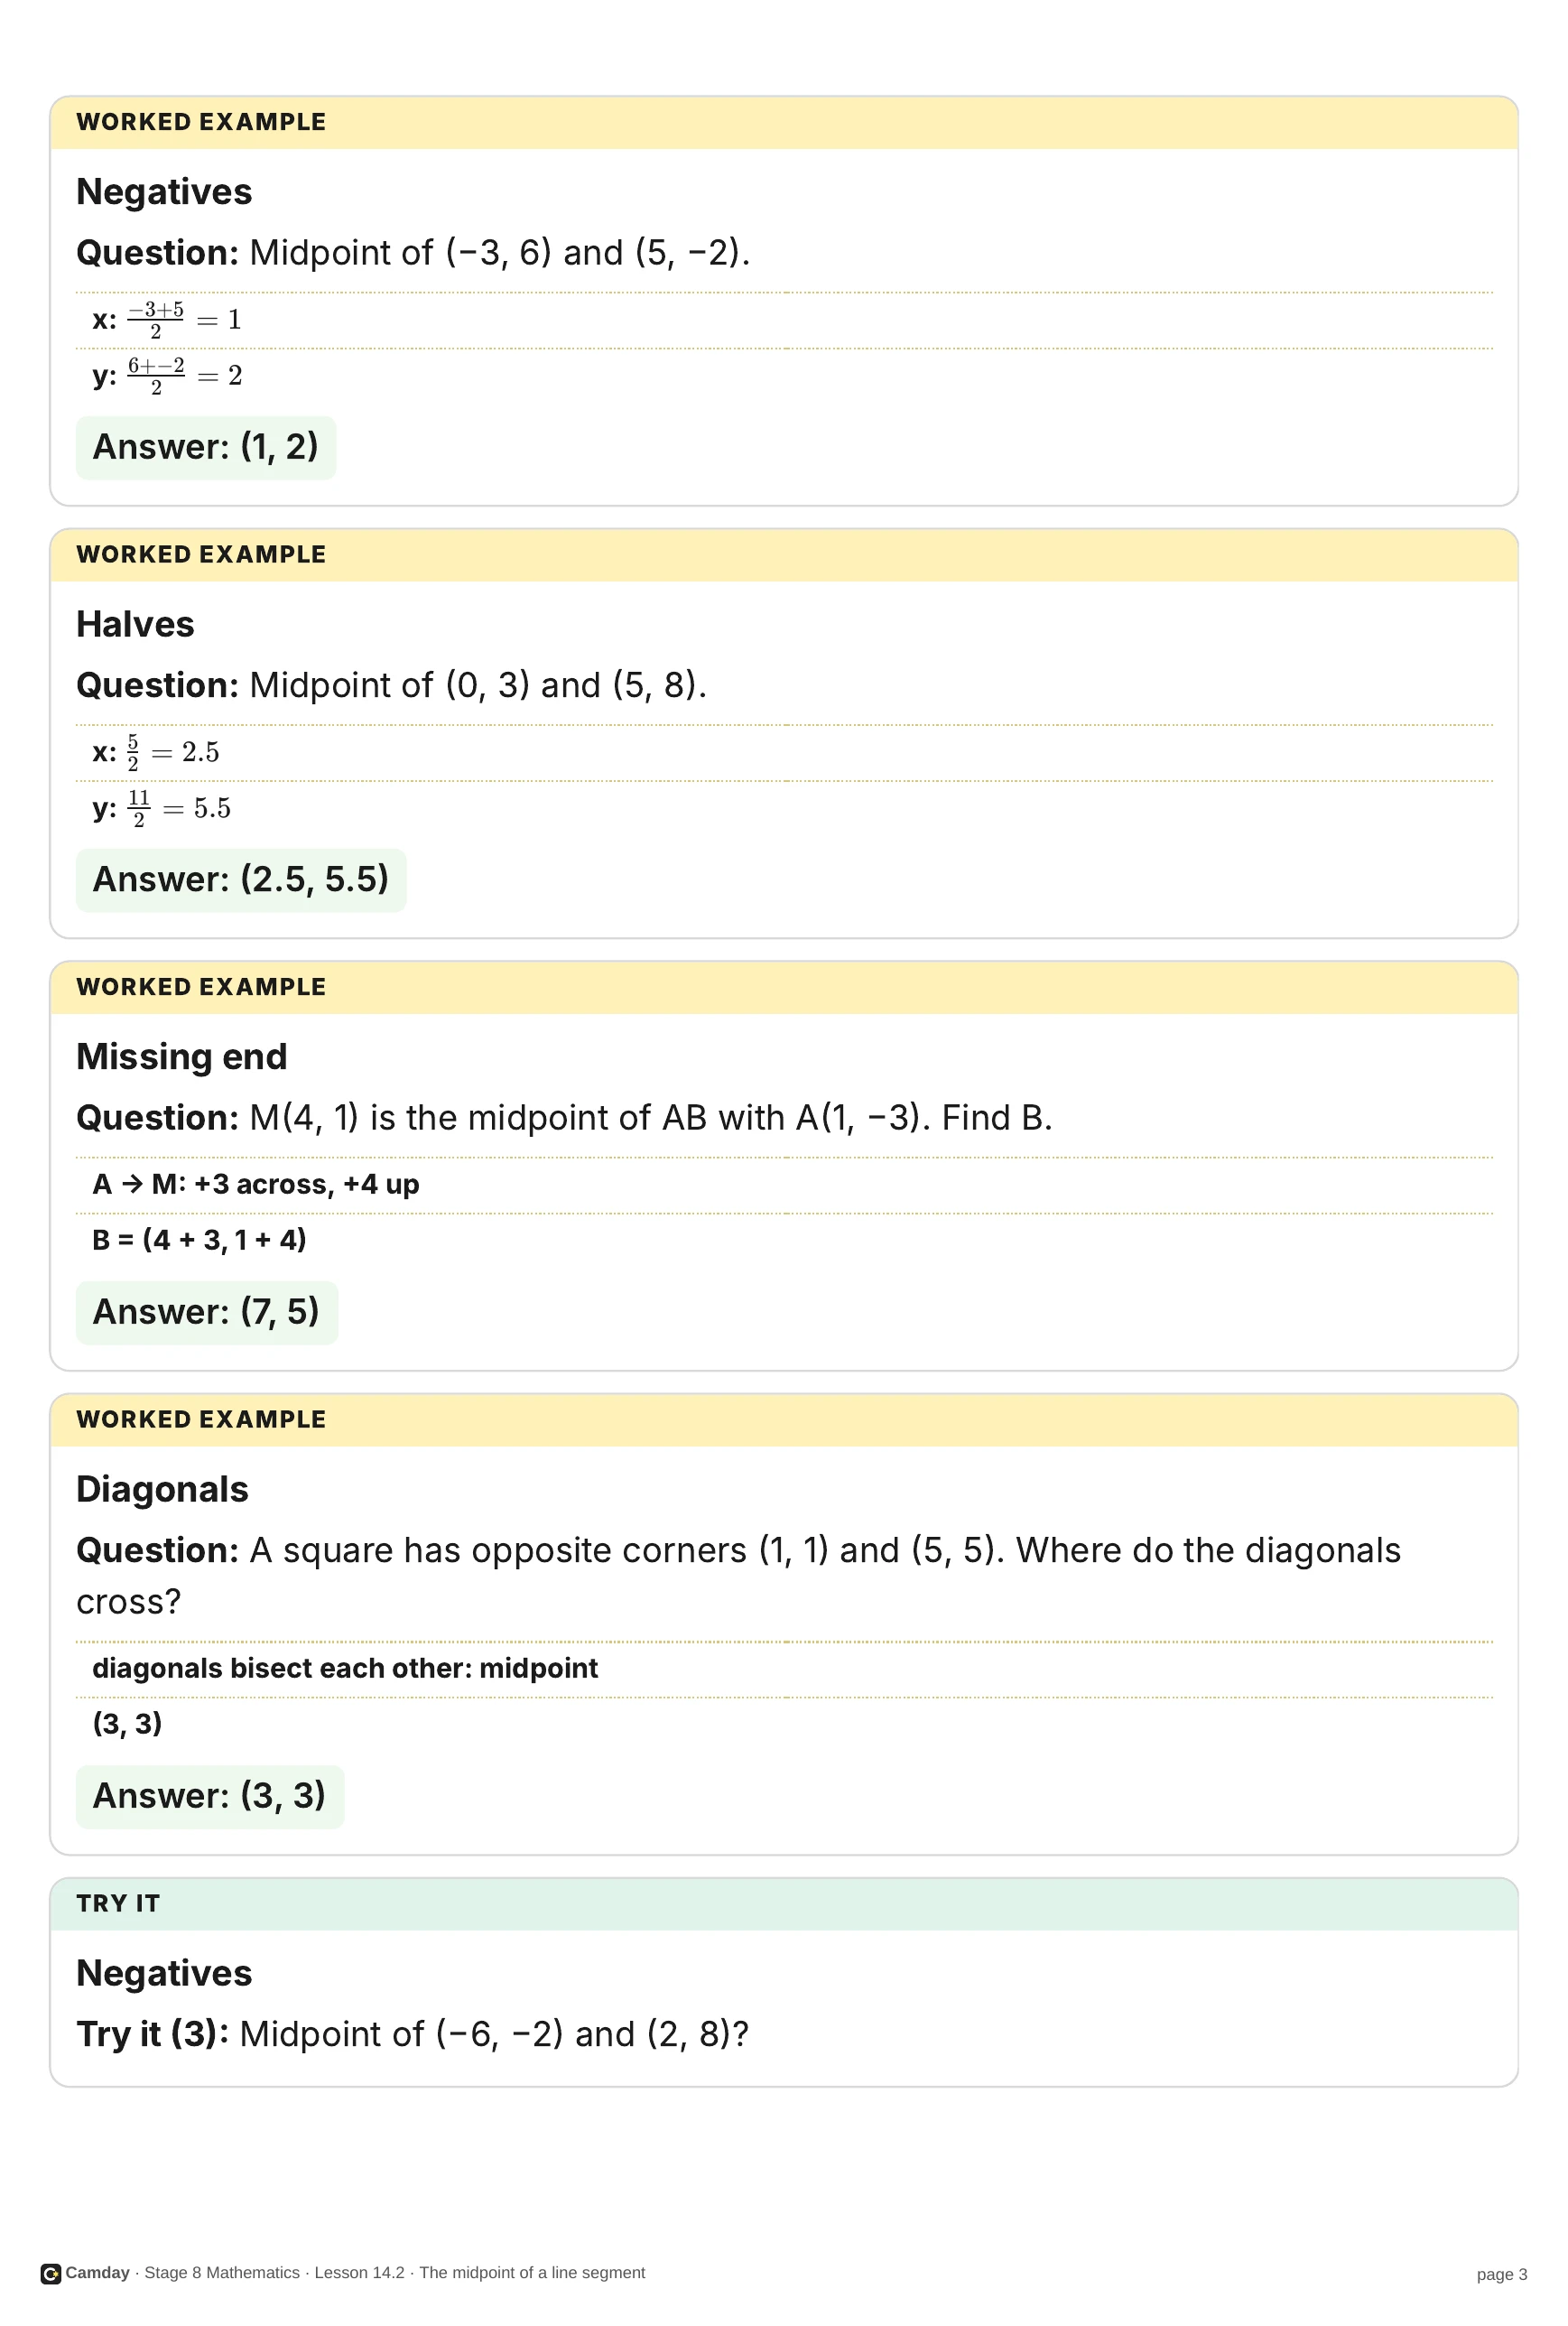 WORKED EXAMPLE
Negatives
Question: Midpoint of (−3, 6) and (5, −2).
x: \frac{−3+5}{2} = 1
y: \frac{6+−2}{2} = 2
Answer: (1, 2)
WORKED EXAMPLE
Halves
Question: Midpoint of (0, 3) and (5, 8).
x: \frac{5}{2} = 2.5
y: \frac{11}{2} = 5.5
Answer: (2.5, 5.5)
WORKED EXAMPLE
Missing end
Question: M(4, 1) is the midpoint of AB with A(1, −3). Find B.
A → M: +3 across, +4 up
B = (4 + 3, 1 + 4)
Answer: (7, 5)
WORKED EXAMPLE
Diagonals
Question: A square has opposite corners (1, 1) and (5, 5). Where do the diagonals
cross?
diagonals bisect each other: midpoint
(3, 3)
Answer: (3, 3)
TRY IT
Negatives
Try it (3): Midpoint of (−6, −2) and (2, 8)?
Camday · Stage 8 Mathematics · Lesson 14.2 · The midpoint of a line segment
page 3